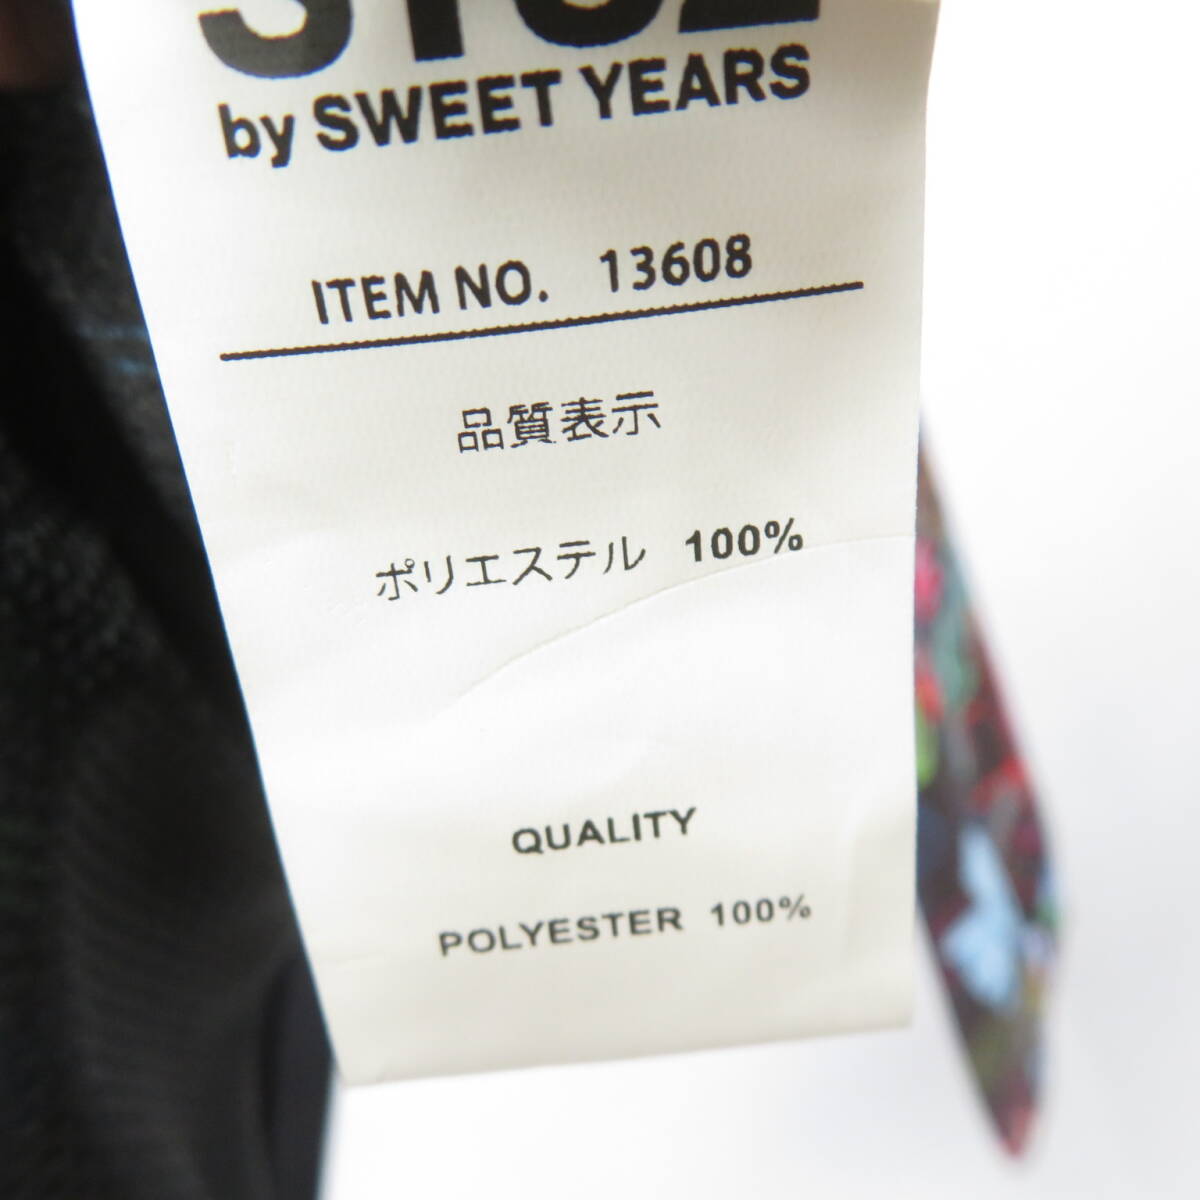 by SWEET YEARS
ITEM NO. 13608
品質表示
ポリエステル 100%
QUALITY
POLYESTER 100%